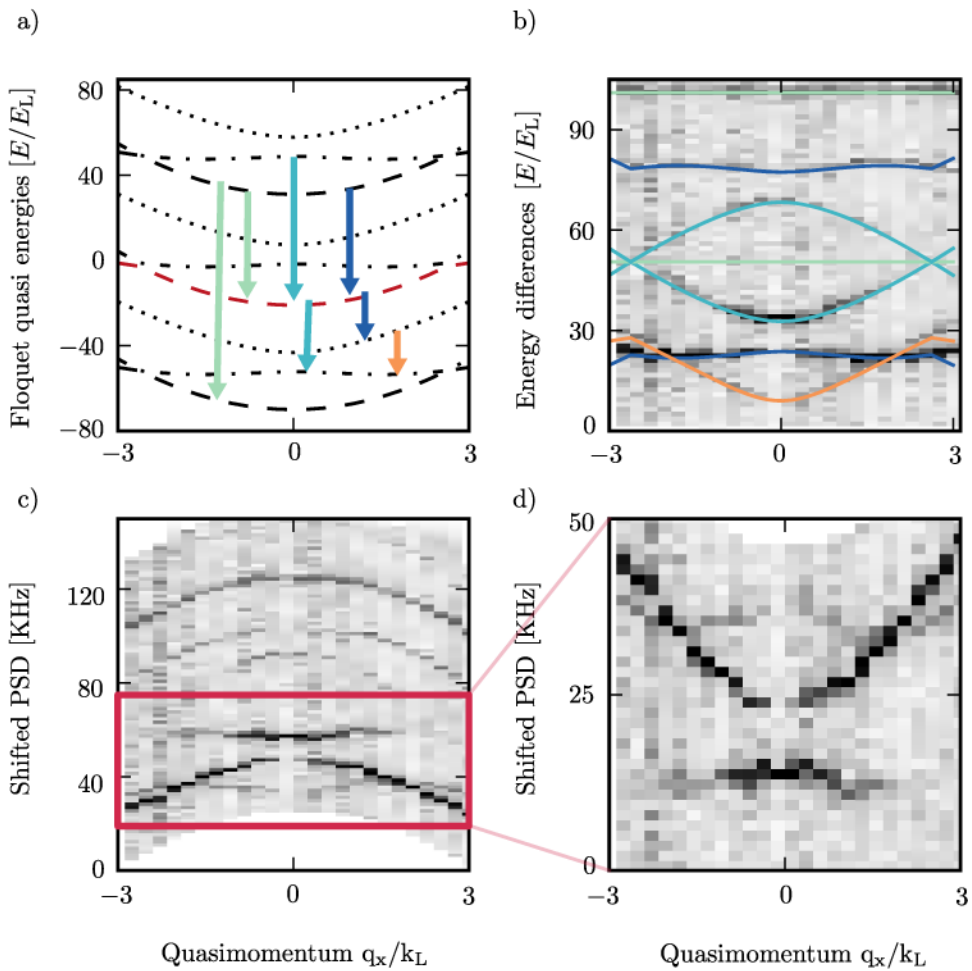 a)
b)
Floquet quasi energies [E/E_L]
80
40
0
−40
−80
−3
0
3
Energy differences [E/E_L]
90
60
30
0
−3
0
3
c)
d)
Shifted PSD [KHz]
120
80
40
0
−3
0
3
Quasimomentum q_x/k_L
Shifted PSD [KHz]
50
25
0
−3
0
3
Quasimomentum q_x/k_L